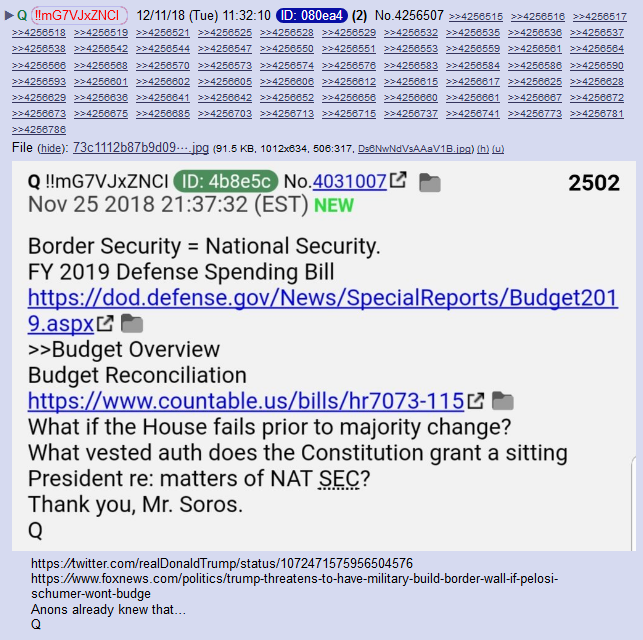 ▶ Q !!mG7VJxZNCI 12/11/18 (Tue) 11:32:10 ID: 080ea4 (2) No.4256507 >>4256515 >>4256516 >>4256517
>>4256518 >>4256519 >>4256521 >>4256525 >>4256528 >>4256529 >>4256532 >>4256535 >>4256536
>>4256538 >>4256542 >>4256544 >>4256547 >>4256550 >>4256551 >>4256553 >>4256559 >>4256561 >>4256564
>>4256566 >>4256568 >>4256570 >>4256573 >>4256574 >>4256576 >>4256583 >>4256584 >>4256586 >>4256590
>>4256593 >>4256601 >>4256602 >>4256605 >>4256606 >>4256612 >>4256615 >>4256617 >>4256625 >>4256628
>>4256629 >>4256636 >>4256641 >>4256642 >>4256652 >>4256656 >>4256660 >>4256661 >>4256667 >>4256672
>>4256673 >>4256675 >>4256685 >>4256703 >>4256713 >>4256715 >>4256737 >>4256741 >>4256773 >>4256781
>>4256786
File (hide): 73c1112b87b9d09⋯.jpg (91.5 KB, 1012x634, 506:317, Ds6NwNdVsAAaV1B.jpg) (h) (u)
Q !!mG7VJxZNCI ID: 4b8e5c No.4031007 2502
Nov 25 2018 21:37:32 (EST) NEW
Border Security = National Security.
FY 2019 Defense Spending Bill
https://dod.defense.gov/News/SpecialReports/Budget201
9.aspx
>>Budget Overview
Budget Reconciliation
https://www.countable.us/bills/hr7073-115
What if the House fails prior to majority change?
What vested auth does the Constitution grant a sitting
President re: matters of NAT SEC?
Thank you, Mr. Soros.
Q
https://twitter.com/realDonaldTrump/status/1072471575956504576
https://www.foxnews.com/politics/trump-threatens-to-have-military-build-border-wall-if-pelosi-
schumer-wont-budge
Anons already knew that…
Q